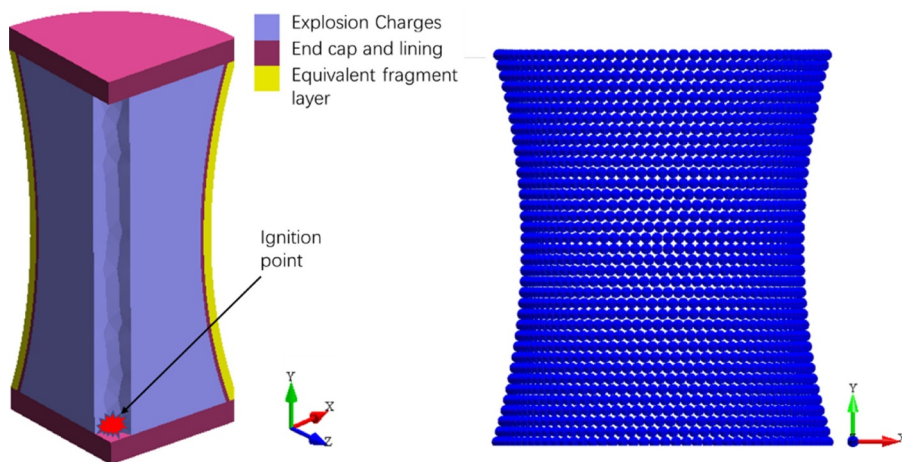 Explosion Charges
End cap and lining
Equivalent fragment
layer
Ignition
point
Y
X
Z
Y
X